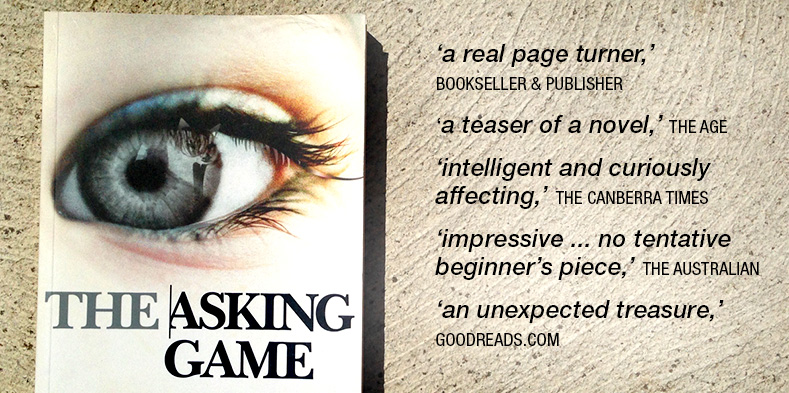 THE ASKING
GAME
‘a real page turner,’
BOOKSELLER & PUBLISHER
‘a teaser of a novel,’ THE AGE
‘intelligent and curiously
affecting,’ THE CANBERRA TIMES
‘impressive ... no tentative
beginner’s piece,’ THE AUSTRALIAN
‘an unexpected treasure,’
GOODREADS.COM